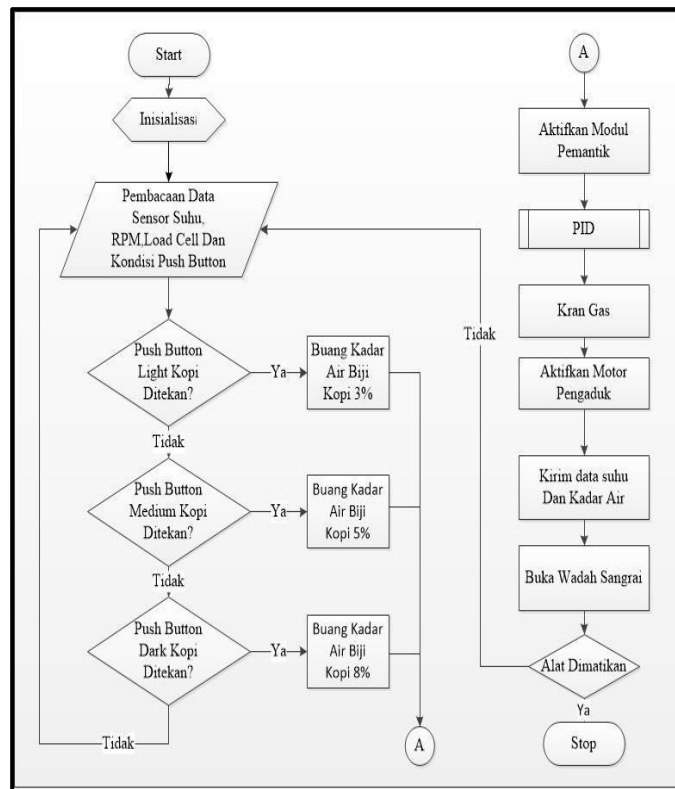 Start
Inisialisasi
Pembacaan Data
Sensor Suhu,
RPM,Load Cell Dan
Kondisi Push Button
Push Button
Light Kopi
Ditekan?
Ya
Buang Kadar
Air Biji
Kopi 3%
Tidak
Push Button
Medium Kopi
Ditekan?
Ya
Buang Kadar
Air Biji
Kopi 5%
Tidak
Push Button
Dark Kopi
Ditekan?
Ya
Buang Kadar
Air Biji
Kopi 8%
Tidak
A
A
Aktifkan Modul
Pemantik
PID
Kran Gas
Aktifkan Motor
Pengaduk
Kirim data suhu
Dan Kadar Air
Buka Wadah Sangrai
Alat Dimatikan
Tidak
Ya
Stop